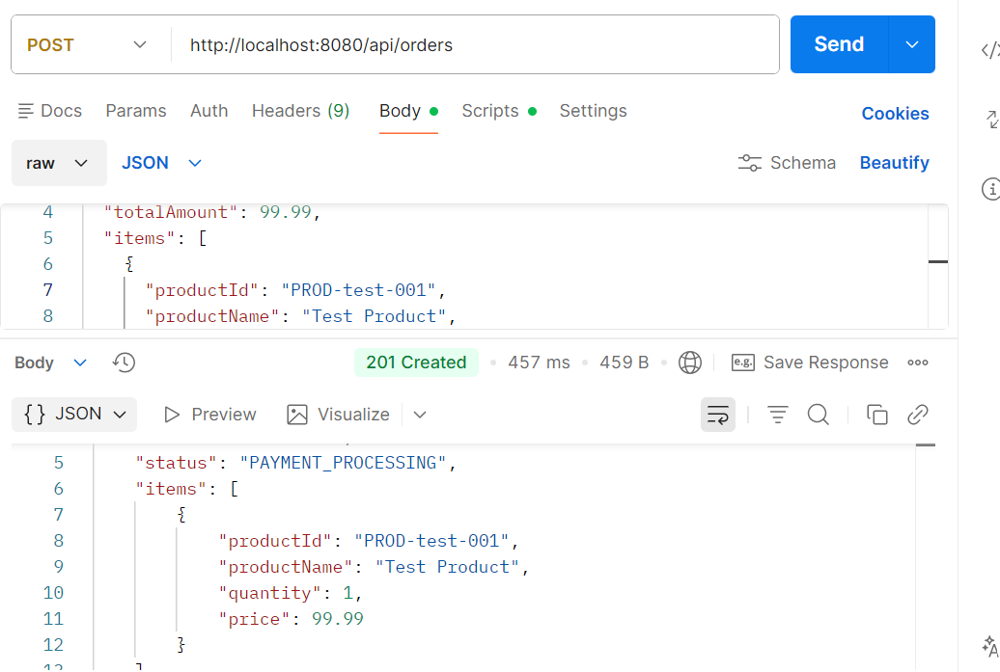 POST http://localhost:8080/api/orders Send
Docs Params Auth Headers (9) Body Scripts Settings Cookies
raw JSON Schema Beautify
4 "totalAmount": 99.99,
5 "items": [
6 {
7 "productId": "PROD-test-001",
8 "productName": "Test Product",
Body 201 Created 457 ms 459 B e.g. Save Response
{} JSON Preview Visualize
5 "status": "PAYMENT_PROCESSING",
6 "items": [
7 {
8 "productId": "PROD-test-001",
9 "productName": "Test Product",
10 "quantity": 1,
11 "price": 99.99
12 }